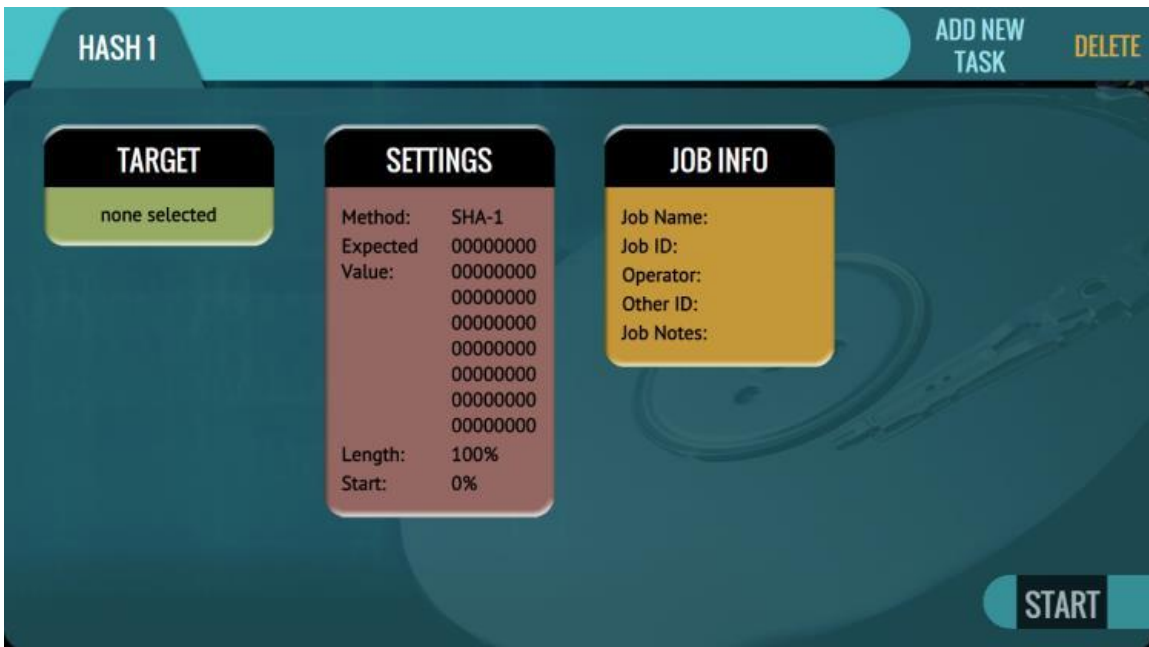 HASH 1
ADD NEW
TASK
DELETE
TARGET
none selected
SETTINGS
Method: SHA-1
Expected 00000000
Value: 00000000
00000000
00000000
00000000
00000000
00000000
00000000
Length: 100%
Start: 0%
JOB INFO
Job Name:
Job ID:
Operator:
Other ID:
Job Notes:
START